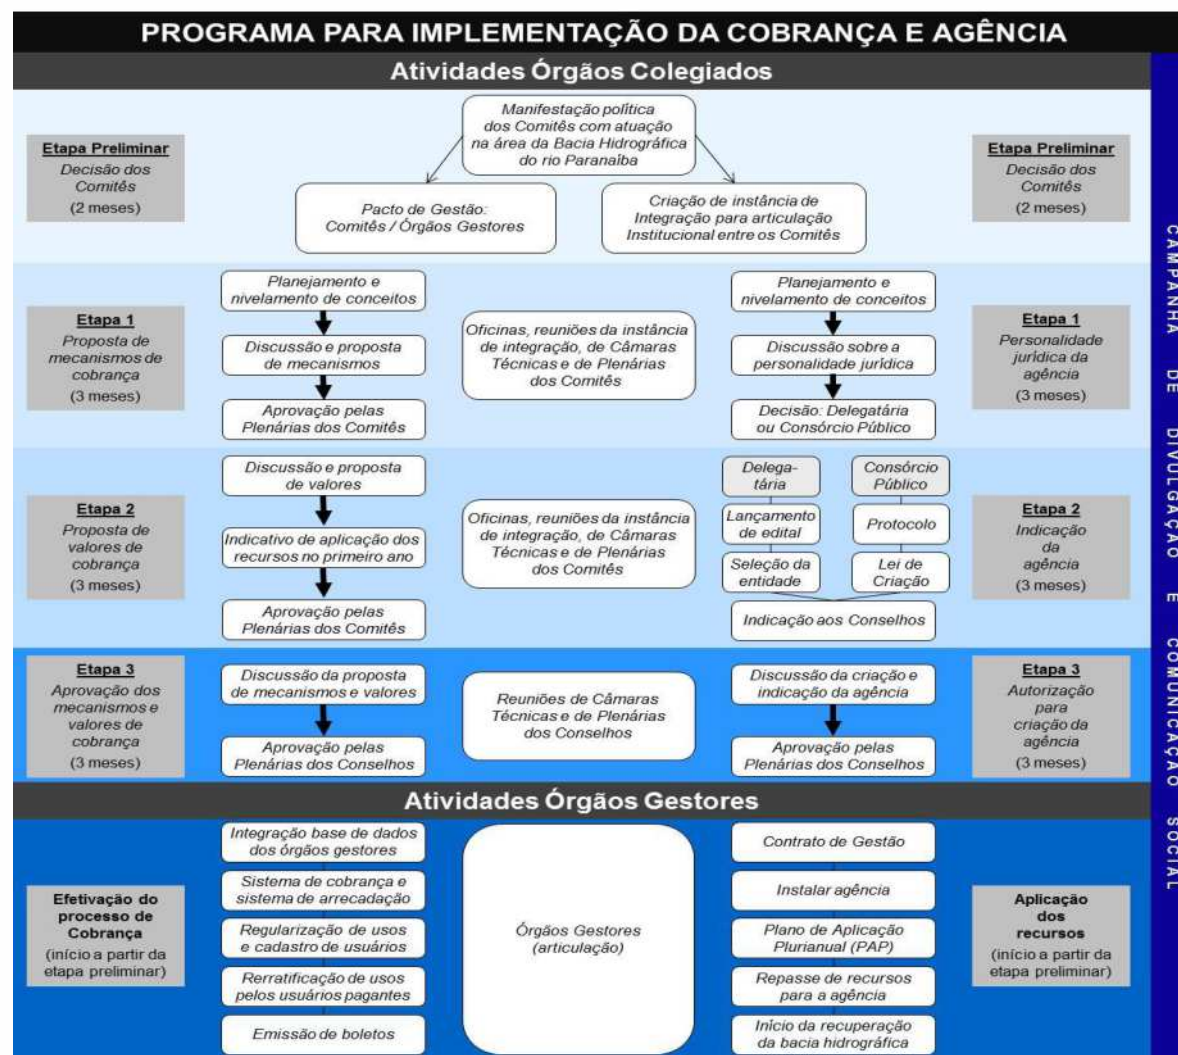 PROGRAMA PARA IMPLEMENTAÇÃO DA COBRANÇA E AGÊNCIA
Atividades Órgãos Colegiados
Etapa Preliminar
Decisão dos
Comitês
(2 meses)
Manifestação política
dos Comitês com atuação
na área da Bacia Hidrográfica
do rio Paranaíba
Pacto de Gestão:
Comitês / Órgãos Gestores
Criação de instância de
Integração para articulação
Institucional entre os Comitês
Etapa Preliminar
Decisão dos
Comitês
(2 meses)
Etapa 1
Proposta de
mecanismos de
cobrança
(3 meses)
Planejamento e
nivelamento de conceitos
Discussão e proposta
de mecanismos
Aprovação pelas
Plenárias dos Comitês
Oficinas, reuniões da instância
de integração, de Câmaras
Técnicas e de Plenárias
dos Comitês
Planejamento e
nivelamento de conceitos
Discussão sobre a
personalidade jurídica
Decisão: Delegatária
ou Consórcio Público
Etapa 1
Personalidade
jurídica da
agência
(3 meses)
Etapa 2
Proposta de
valores de
cobrança
(3 meses)
Discussão e proposta
de valores
Indicativo de aplicação dos
recursos no primeiro ano
Aprovação pelas
Plenárias dos Comitês
Oficinas, reuniões da instância
de integração, de Câmaras
Técnicas e de Plenárias
dos Comitês
Delega-
tária
Lançamento
de edital
Seleção da
entidade
Consórcio
Público
Protocolo
Lei de
Criação
Indicação aos Conselhos
Etapa 2
Indicação
da
agência
(3 meses)
Etapa 3
Aprovação dos
mecanismos e
valores de
cobrança
(3 meses)
Discussão da proposta
de mecanismos e valores
Aprovação pelas
Plenárias dos Conselhos
Reuniões de Câmaras
Técnicas e de Plenárias
dos Conselhos
Discussão da criação e
indicação da agência
Aprovação pelas
Plenárias dos Conselhos
Etapa 3
Autorização
para
criação da
agência
(3 meses)
Atividades Órgãos Gestores
Efetivação do
processo de
Cobrança
(início a partir da
etapa preliminar)
Integração base de dados
dos órgãos gestores
Sistema de cobrança e
sistema de arrecadação
Regularização de usos
e cadastro de usuários
Rerratificação de usos
pelos usuários pagantes
Emissão de boletos
Órgãos Gestores
(articulação)
Contrato de Gestão
Instalar agência
Plano de Aplicação
Plurianual (PAP)
Repasse de recursos
para a agência
Início da recuperação
da bacia hidrográfica
Aplicação
dos
recursos
(início a partir da
etapa preliminar)
CAMPANHA DE DIVULGAÇÃO E COMUNICAÇÃO SOCIAL